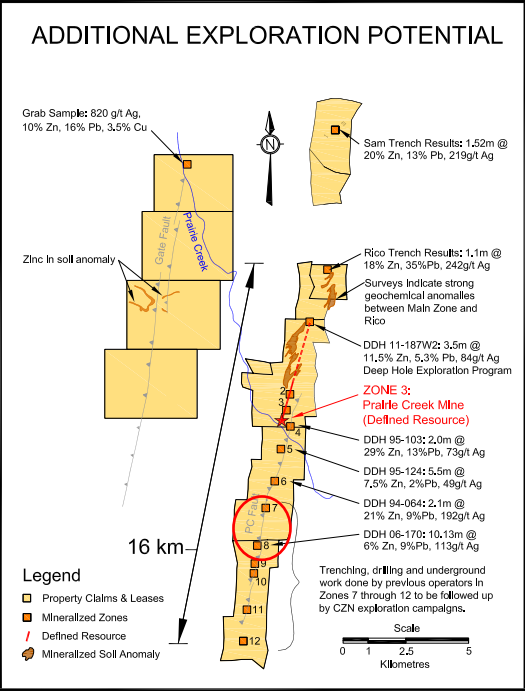 ADDITIONAL EXPLORATION POTENTIAL
Grab Sample: 820 g/t Ag,
10% Zn, 16% Pb, 3.5% Cu
N
Sam Trench Results: 1.52m @
20% Zn, 13% Pb, 219g/t Ag
Gate Fault
Prairie Creek
Zinc in soil anomaly
Rico Trench Results: 1.1m @
18% Zn, 35%Pb, 242g/t Ag
Surveys indicate strong
geochemical anomalies
between Main Zone and
Rico
DDH 11-187W2: 3.5m @
11.5% Zn, 5.3% Pb, 84g/t Ag
Deep Hole Exploration Program
ZONE 3:
Prairie Creek Mine
(Defined Resource)
2
3
4
DDH 95-103: 2.0m @
29% Zn, 13%Pb, 73g/t Ag
5
DDH 95-124: 5.5m @
7.5% Zn, 2%Pb, 49g/t Ag
6
DDH 94-064: 2.1m @
21% Zn, 9%Pb, 192g/t Ag
7
PC Fault
DDH 06-170: 10.13m @
6% Zn, 9%Pb, 113g/t Ag
8
16 km
9
10
11
12
Trenching, drilling and underground
work done by previous operators in
Zones 7 through 12 to be followed up
by CZN exploration campaigns.
Legend
Property Claims & Leases
Mineralized Zones
Defined Resource
Mineralized Soil Anomaly
Scale
0 1 2.5 5
Kilometres